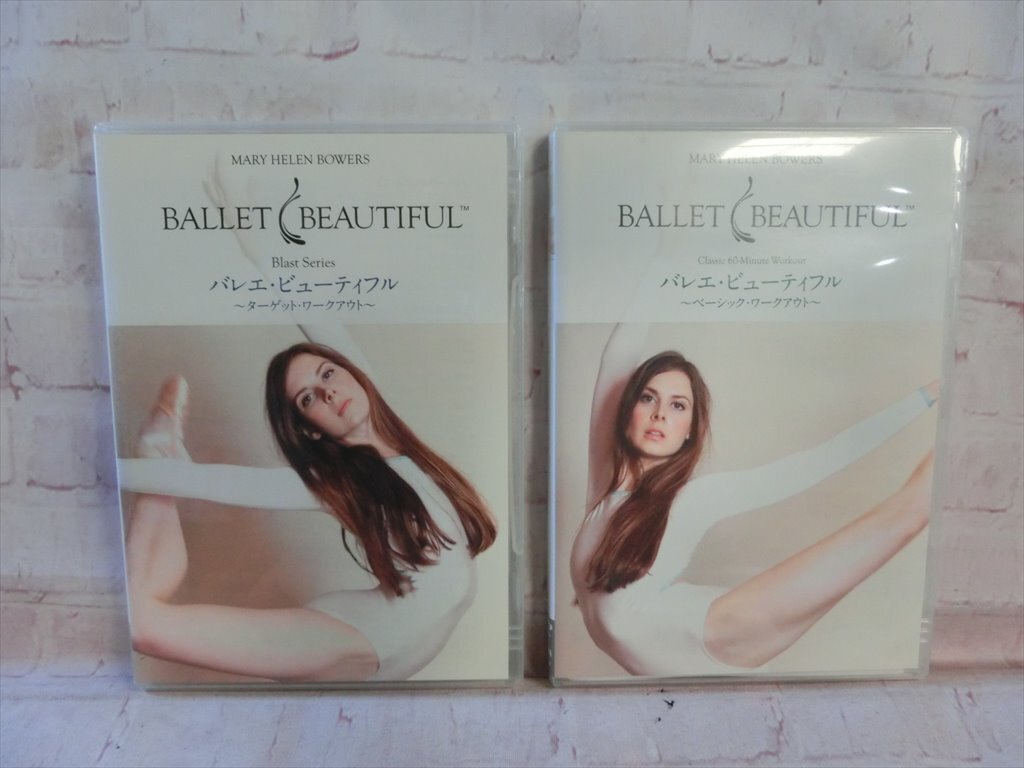 MARY HELEN BOWERS
BALLET BEAUTIFUL™
Blast Series
バレエ・ビューティフル
～ターゲット・ワークアウト～
MARY HELEN BOWERS
BALLET BEAUTIFUL™
Classic 60-Minute Workout
バレエ・ビューティフル
～ベーシック・ワークアウト～